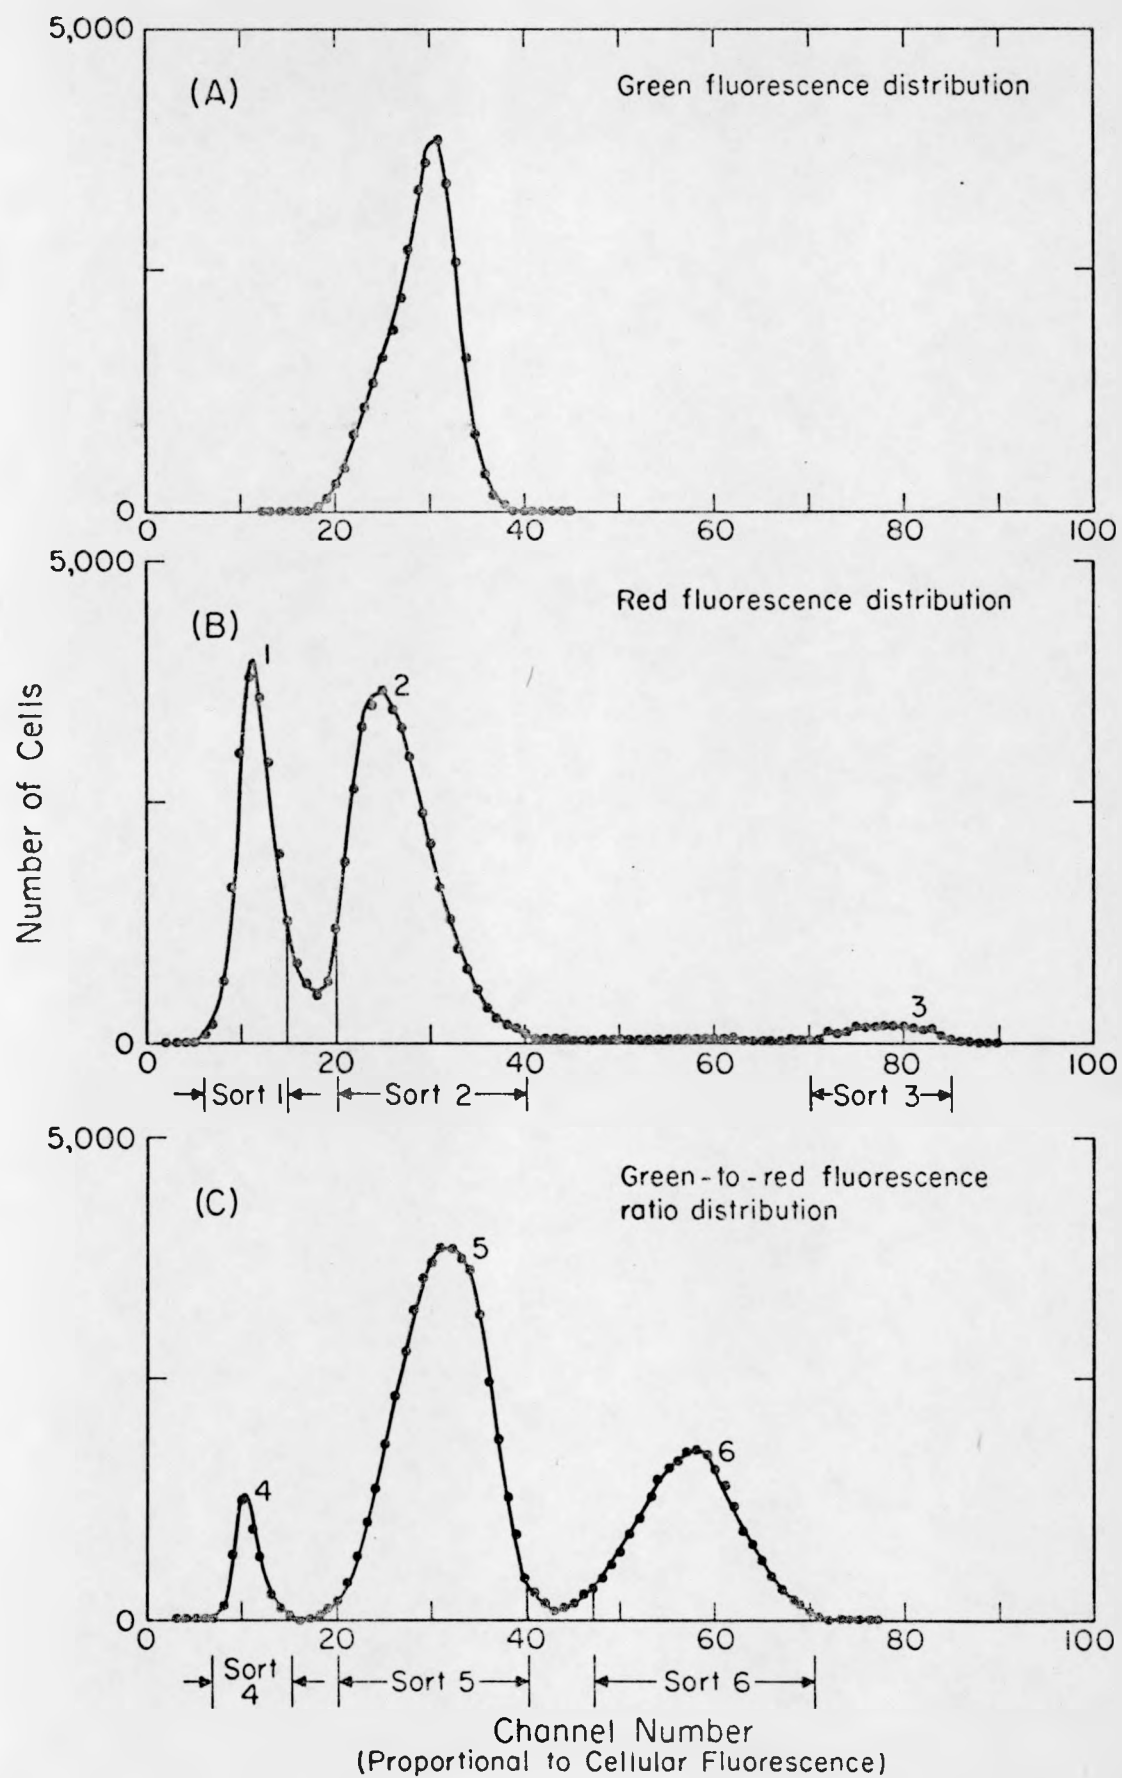 5,000
(A)
Green fluorescence distribution
0
0 20 40 60 80 100
5,000
(B)
Red fluorescence distribution
1
2
3
0
0 20 40 60 80 100
Sort 1 Sort 2 Sort 3
5,000
(C)
Green-to-red fluorescence
ratio distribution
5
6
4
0
0 20 40 60 80 100
Sort
4
Sort 5 Sort 6
Number of Cells
Channel Number
(Proportional to Cellular Fluorescence)